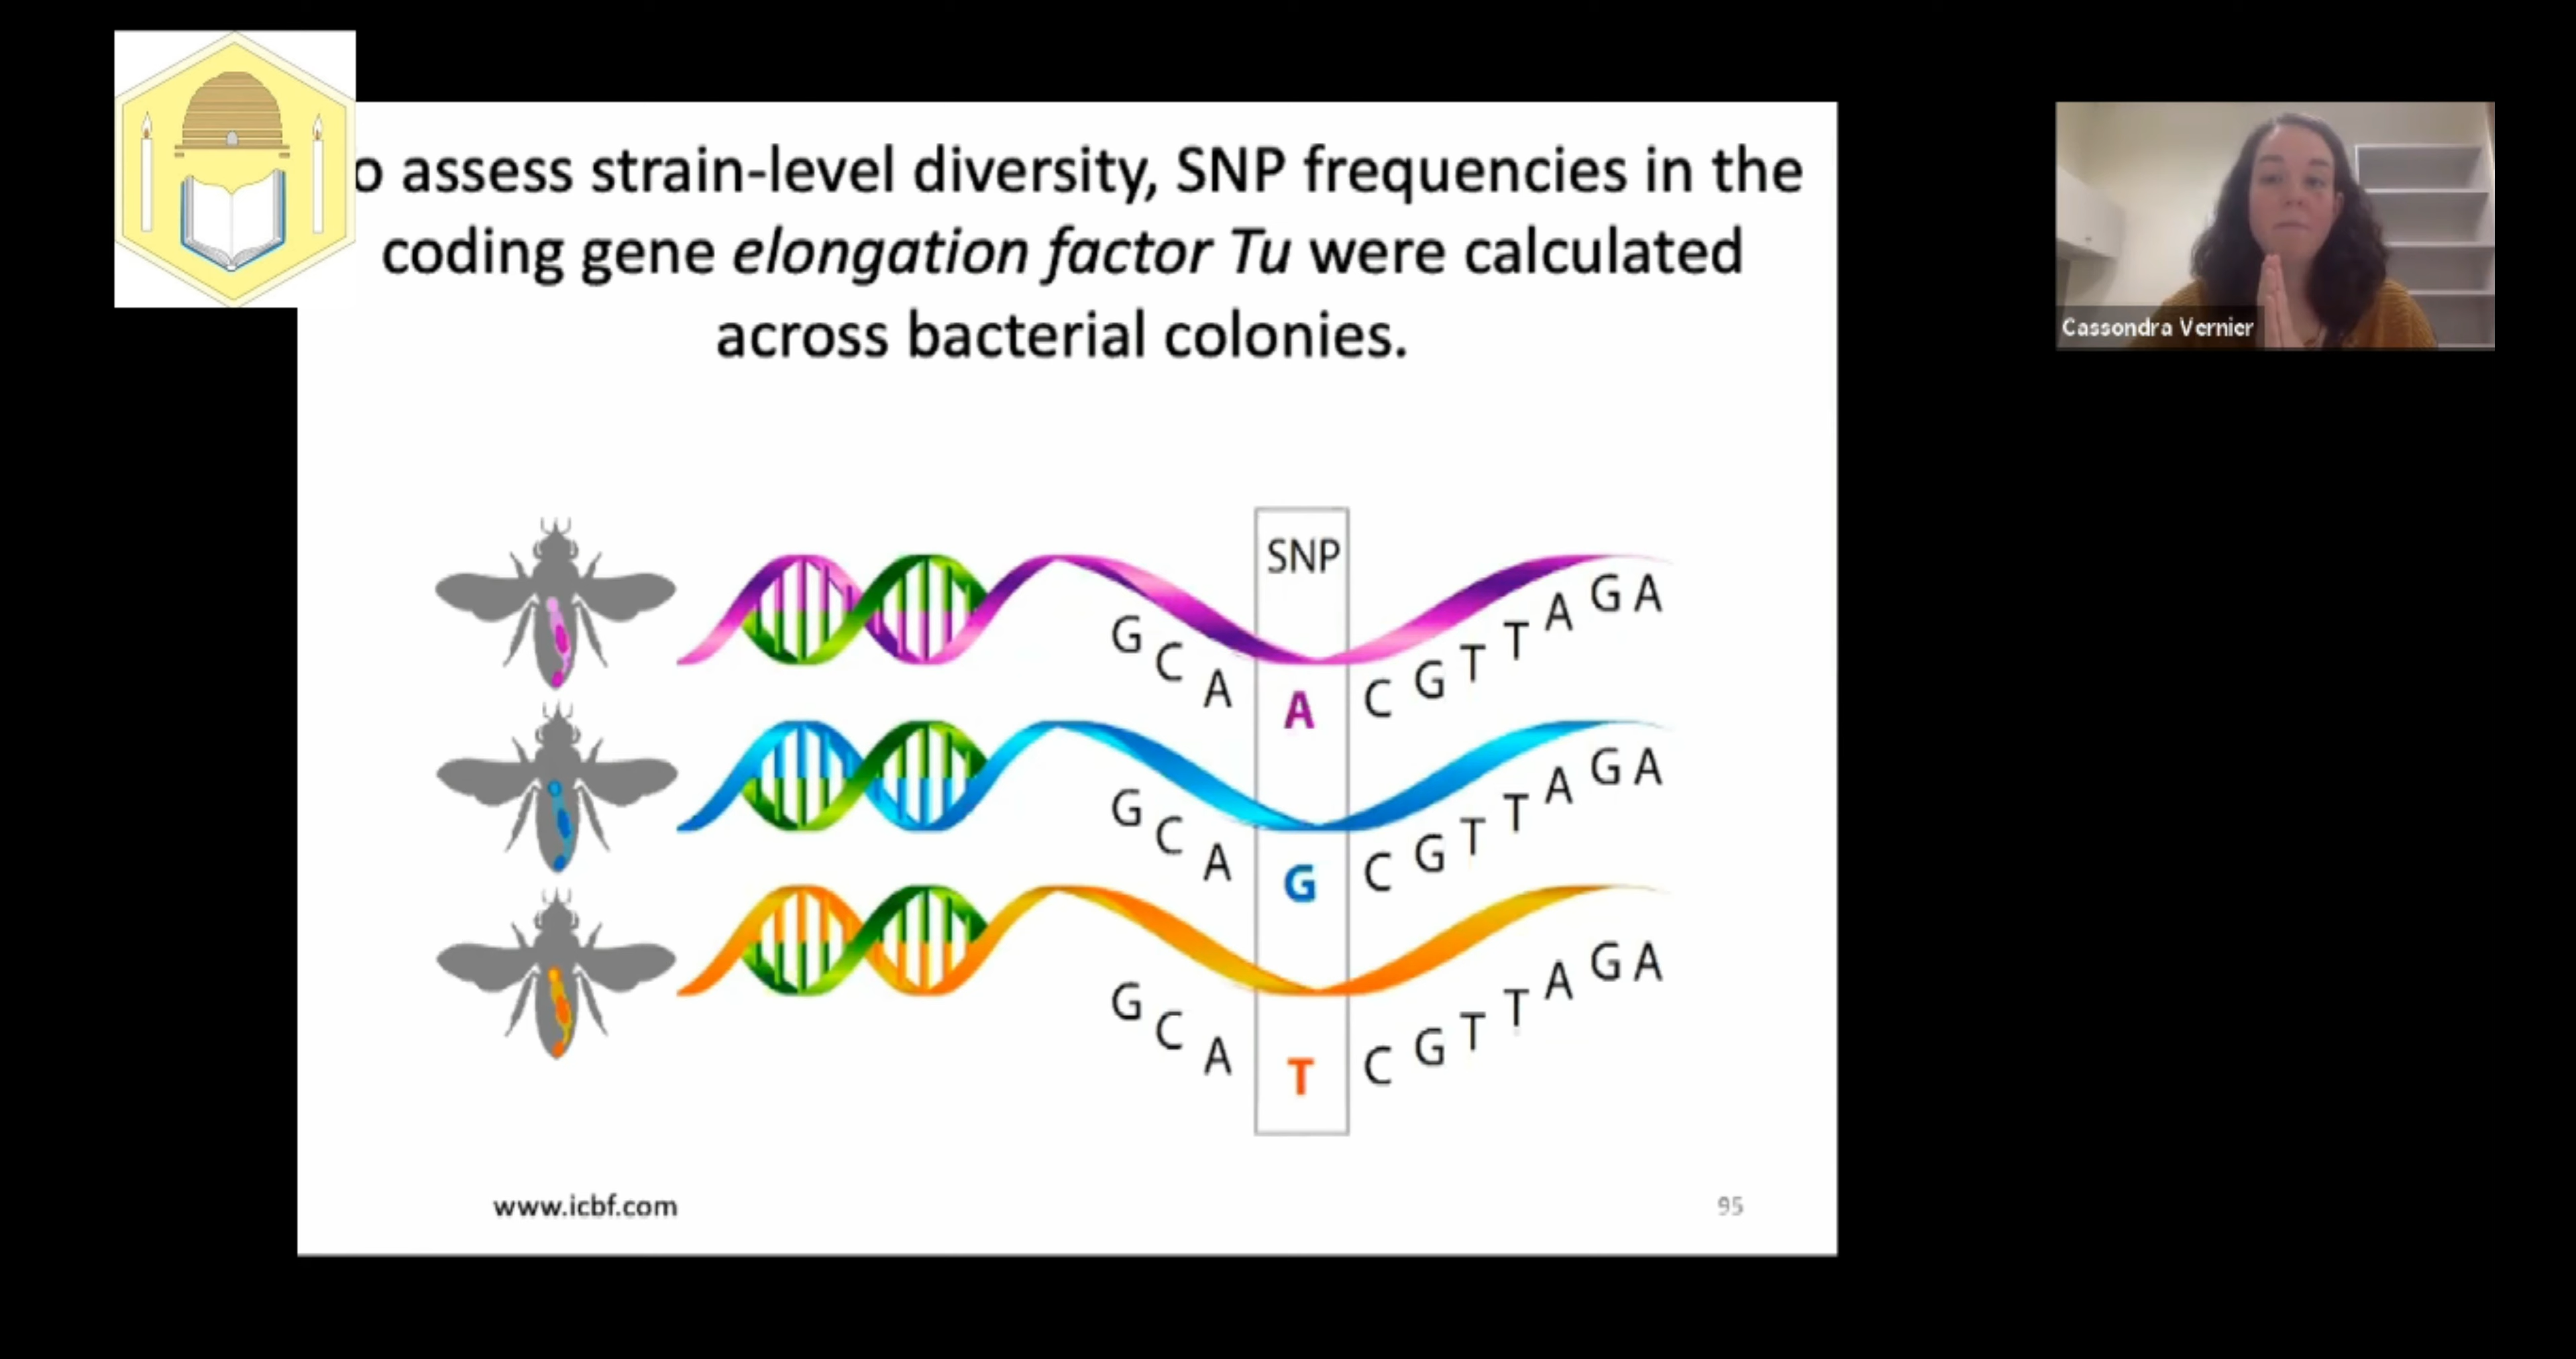 o assess strain-level diversity, SNP frequencies in the
coding gene elongation factor Tu were calculated
across bacterial colonies.
Cassondra Vernier
SNP
G C A A C G T T A G A
G C A G C G T T A G A
G C A T C G T T A G A
www.icbf.com
95